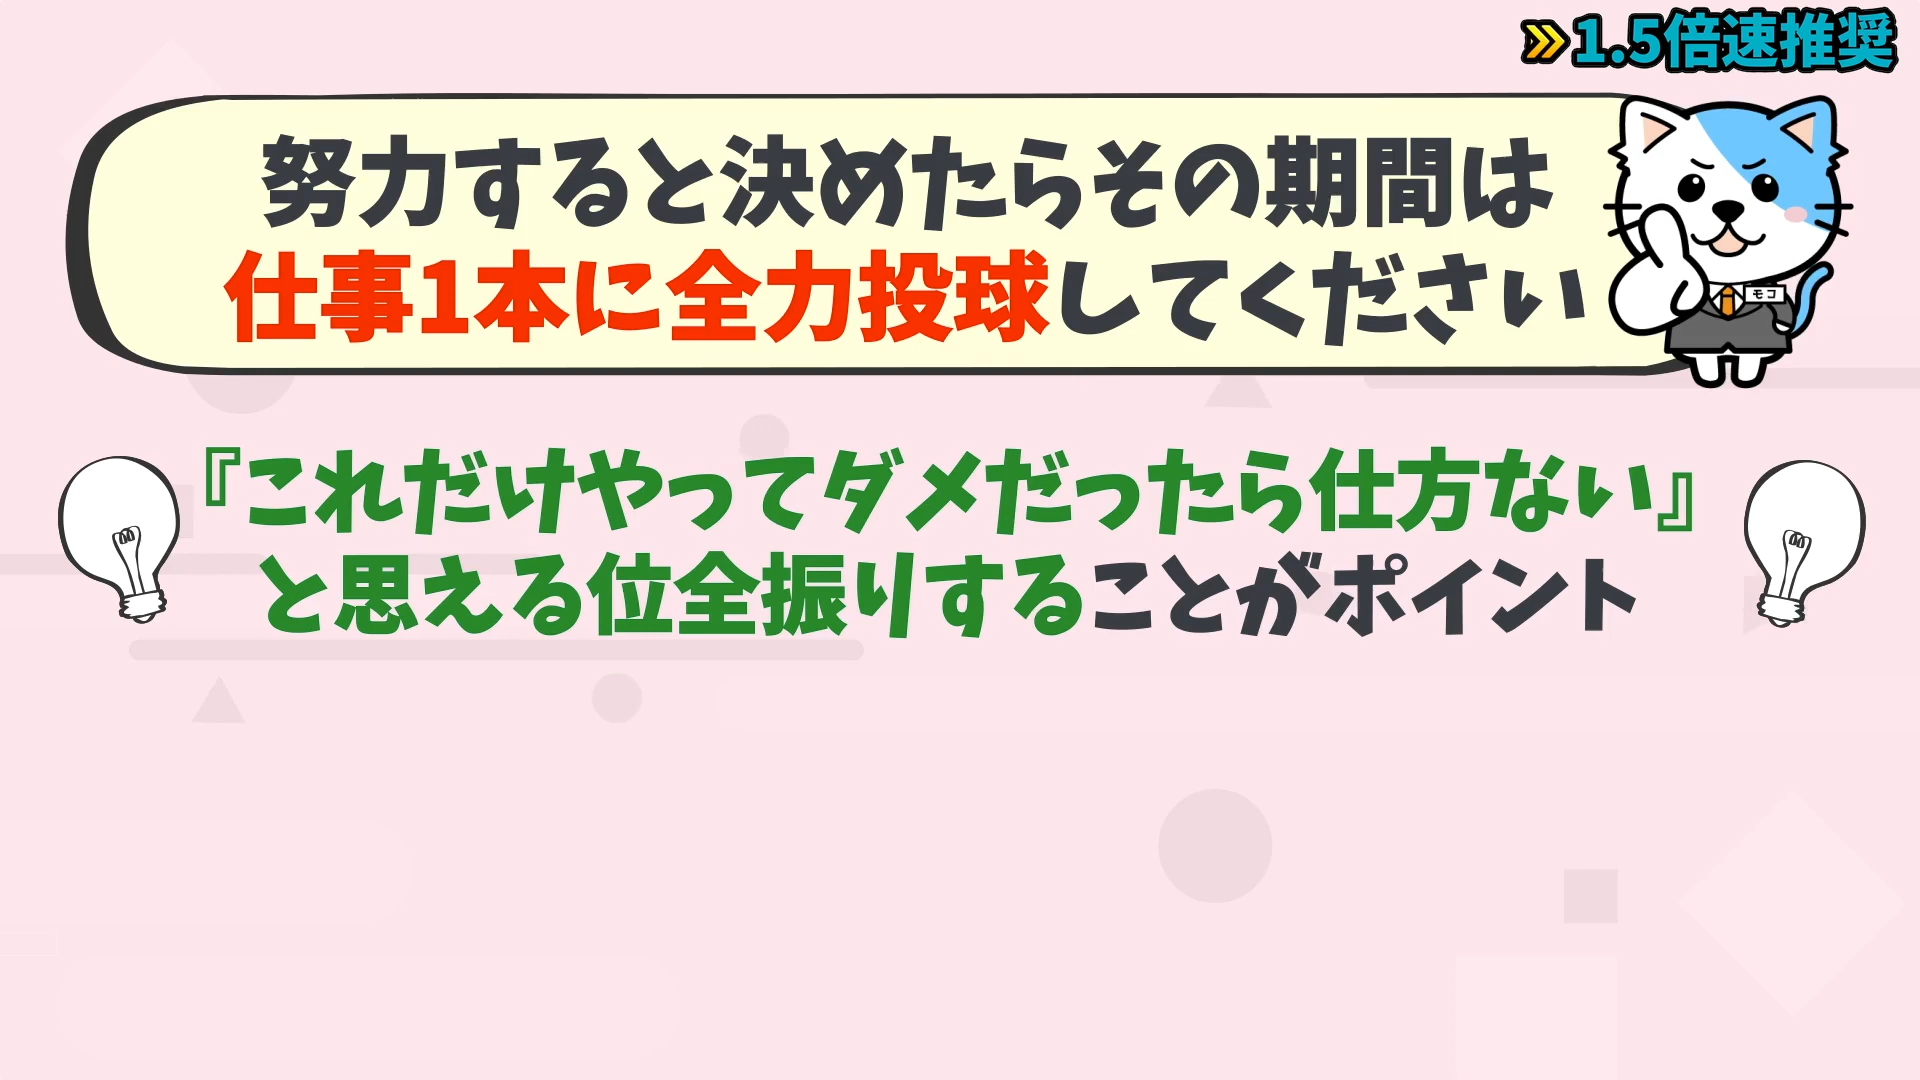 1.5倍速推奨
努力すると決めたらその期間は
仕事1本に全力投球してください
モコ
『これだけやってダメだったら仕方ない』
と思える位全振りすることがポイント